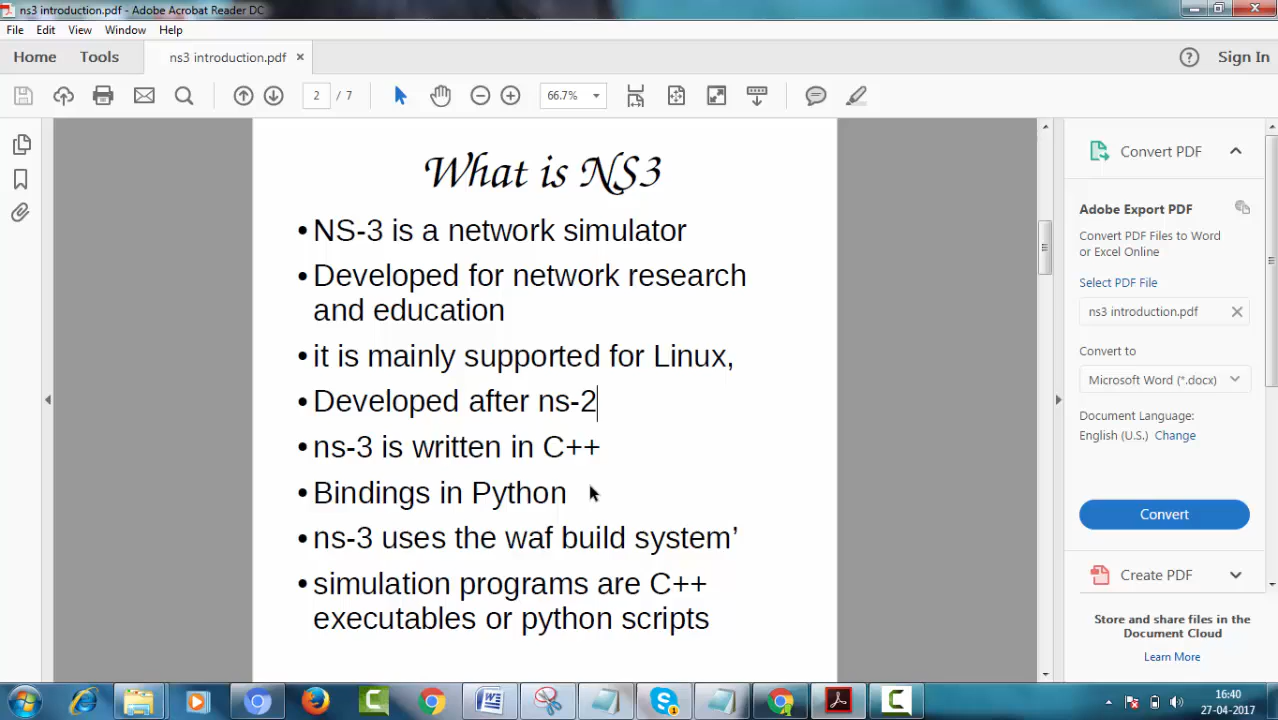 ns3 introduction.pdf - Adobe Acrobat Reader DC
File Edit View Window Help
Home Tools ns3 introduction.pdf × Sign In
2 / 7 66.7%
What is NS3
•NS-3 is a network simulator
•Developed for network research
and education
•it is mainly supported for Linux,
•Developed after ns-2
•ns-3 is written in C++
•Bindings in Python
•ns-3 uses the waf build system’
•simulation programs are C++
executables or python scripts
Convert PDF
Adobe Export PDF
Convert PDF Files to Word
or Excel Online
Select PDF File
ns3 introduction.pdf
Convert to
Microsoft Word (*.docx)
Document Language:
English (U.S.) Change
Convert
Create PDF
Store and share files in the
Document Cloud
Learn More
16:40
27-04-2017